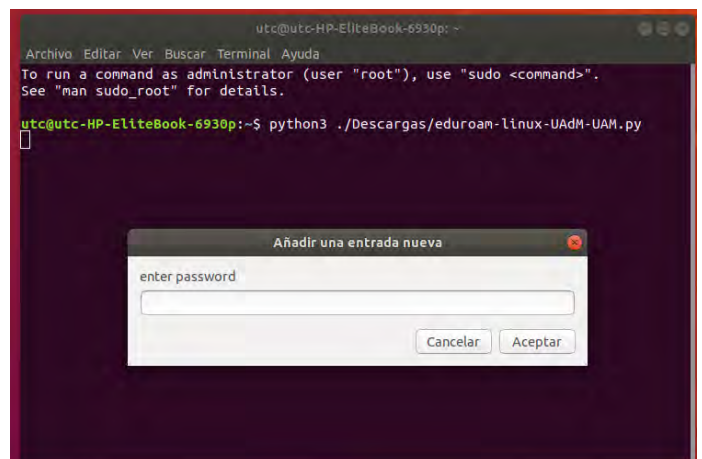 utc@utc-HP-EliteBook-6930p: ~
Archivo Editar Ver Buscar Terminal Ayuda
To run a command as administrator (user "root"), use "sudo <command>".
See "man sudo_root" for details.
utc@utc-HP-EliteBook-6930p:~$ python3 ./Descargas/eduroam-linux-UAdM-UAM.py
Añadir una entrada nueva
enter password
Cancelar Aceptar